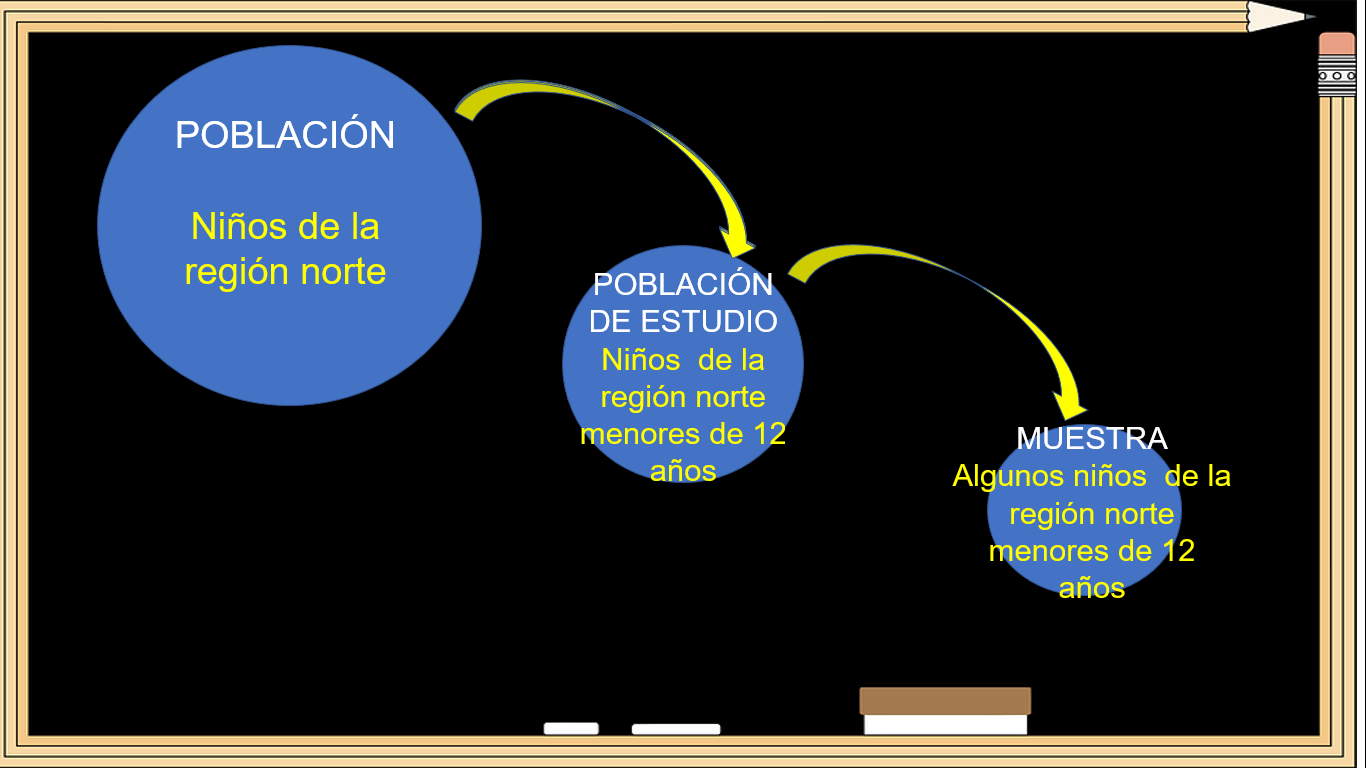 POBLACIÓN
Niños de la
región norte
POBLACIÓN
DE ESTUDIO
Niños  de la
región norte
menores de 12
años
MUESTRA
Algunos niños  de la
región norte
menores de 12
años